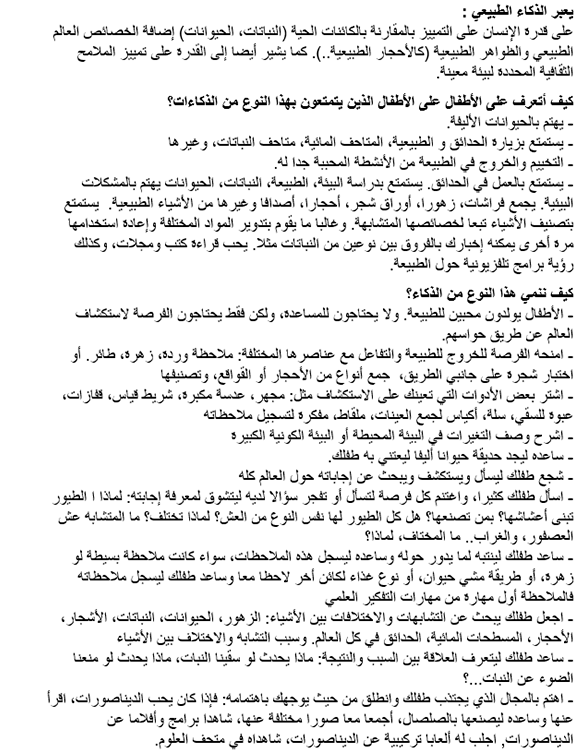 يعبر الذكاء الطبيعي :
على قدرة الإنسان على التمييز بالمقارنة بالكائنات الحية (النباتات، الحيوانات) إضافة الخصائص العالم
الطبيعي والظواهر الطبيعية (كالأحجار الطبيعية..). كما يشير أيضا إلى القدرة على تمييز الملامح
الثقافية المحددة لبيئة معينة.
كيف أتعرف على الأطفال على الأطفال الذين يتمتعون بهذا النوع من الذكاءات؟
ـ يهتم بالحيوانات الأليفة.
ـ يستمتع بزيارة الحدائق و الطبيعية، المتاحف المائية، متاحف النباتات، وغيرها
ـ التخييم والخروج في الطبيعة من الأنشطة المحببة جدا له.
ـ يستمتع بالعمل في الحدائق. يستمتع بدراسة البيئة، الطبيعة، النباتات، الحيوانات يهتم بالمشكلات
البيئية. يجمع فراشات، زهورا، أوراق شجر، أحجارا، أصدافا وغيرها من الأشياء الطبيعية. يستمتع
بتصنيف الأشياء تبعا لخصائصها المتشابهة. وغالبا ما يقوم بتدوير المواد المختلفة وإعادة استخدامها
مرة أخرى يمكنه إخبارك بالفروق بين نوعين من النباتات مثلا. يحب قراءة كتب ومجلات، وكذلك
رؤية برامج تلفزيونية حول الطبيعة.
كيف تنمي هذا النوع من الذكاء؟
ـ الأطفال يولدون محبين للطبيعة. ولا يحتاجون للمساعدة، ولكن فقط يحتاجون الفرصة لاستكشاف
العالم عن طريق حواسهم.
ـ امنحه الفرصة للخروج للطبيعة والتفاعل مع عناصرها المختلفة: ملاحظة وردة، زهرة، طائر. أو
اختبار شجرة على جانبي الطريق، جمع أنواع من الأحجار أو القواقع، وتصنيفها
ـ اشتر بعض الأدوات التي تعينك على الاستكشاف مثل: مجهر، عدسة مكبرة، شريط قياس، قفازات،
عبوة للسقي، سلة، أكياس لجمع العينات، ملقاط، مفكرة لتسجيل ملاحظاته
ـ اشرح وصف التغيرات في البيئة المحيطة أو البيئة الكونية الكبيرة
ـ ساعده ليجد حديقة حيوانا أليفا ليعتني به طفلك.
ـ شجع طفلك ليسأل ويستكشف ويبحث عن إجاباته حول العالم كله
ـ اسأل طفلك كثيرا، واغتنم كل فرصة لتسأل أو تفجر سؤالا لديه ليتشوق لمعرفة إجابته: لماذا ا الطيور
تبنى أعشاشها؟ بمن تصنعها؟ هل كل الطيور لها نفس النوع من العش؟ لماذا تختلف؟ ما المتشابه عش
العصفور، والغراب.. ما المختاف، لماذا؟
ـ ساعد طفلك لينتبه لما يدور حوله وساعده ليسجل هذه الملاحظات، سواء كانت ملاحظة بسيطة لو
زهرة، أو طريقة مشي حيوان، أو نوع غذاء لكائن أخر لاحظا معا وساعد طفلك ليسجل ملاحظاته
فالملاحظة أول مهارة من مهارات التفكير العلمي
ـ اجعل طفلك يبحث عن التشابهات والاختلافات بين الأشياء: الزهور، الحيوانات، النباتات، الأشجار،
الأحجار، المسطحات المائية، الحدائق في كل العالم. وسبب التشابه والاختلاف بين الأشياء
ـ ساعد طفلك ليتعرف العلاقة بين السبب والنتيجة: ماذا يحدث لو سقينا النبات، ماذا يحدث لو منعنا
الضوء عن النبات...؟
ـ اهتم بالمجال الذي يجتذب طفلك وانطلق من حيث يوجهك باهتمامه: فإذا كان يحب الديناصورات، اقرأ
عنها وساعده ليصنعها بالصلصال، أجمعا معا صورا مختلفة عنها، شاهدا برامج وأفلاما عن
الديناصورات. اجلب له ألعابا تركيبية عن الديناصورات، شاهداه في متحف العلوم.